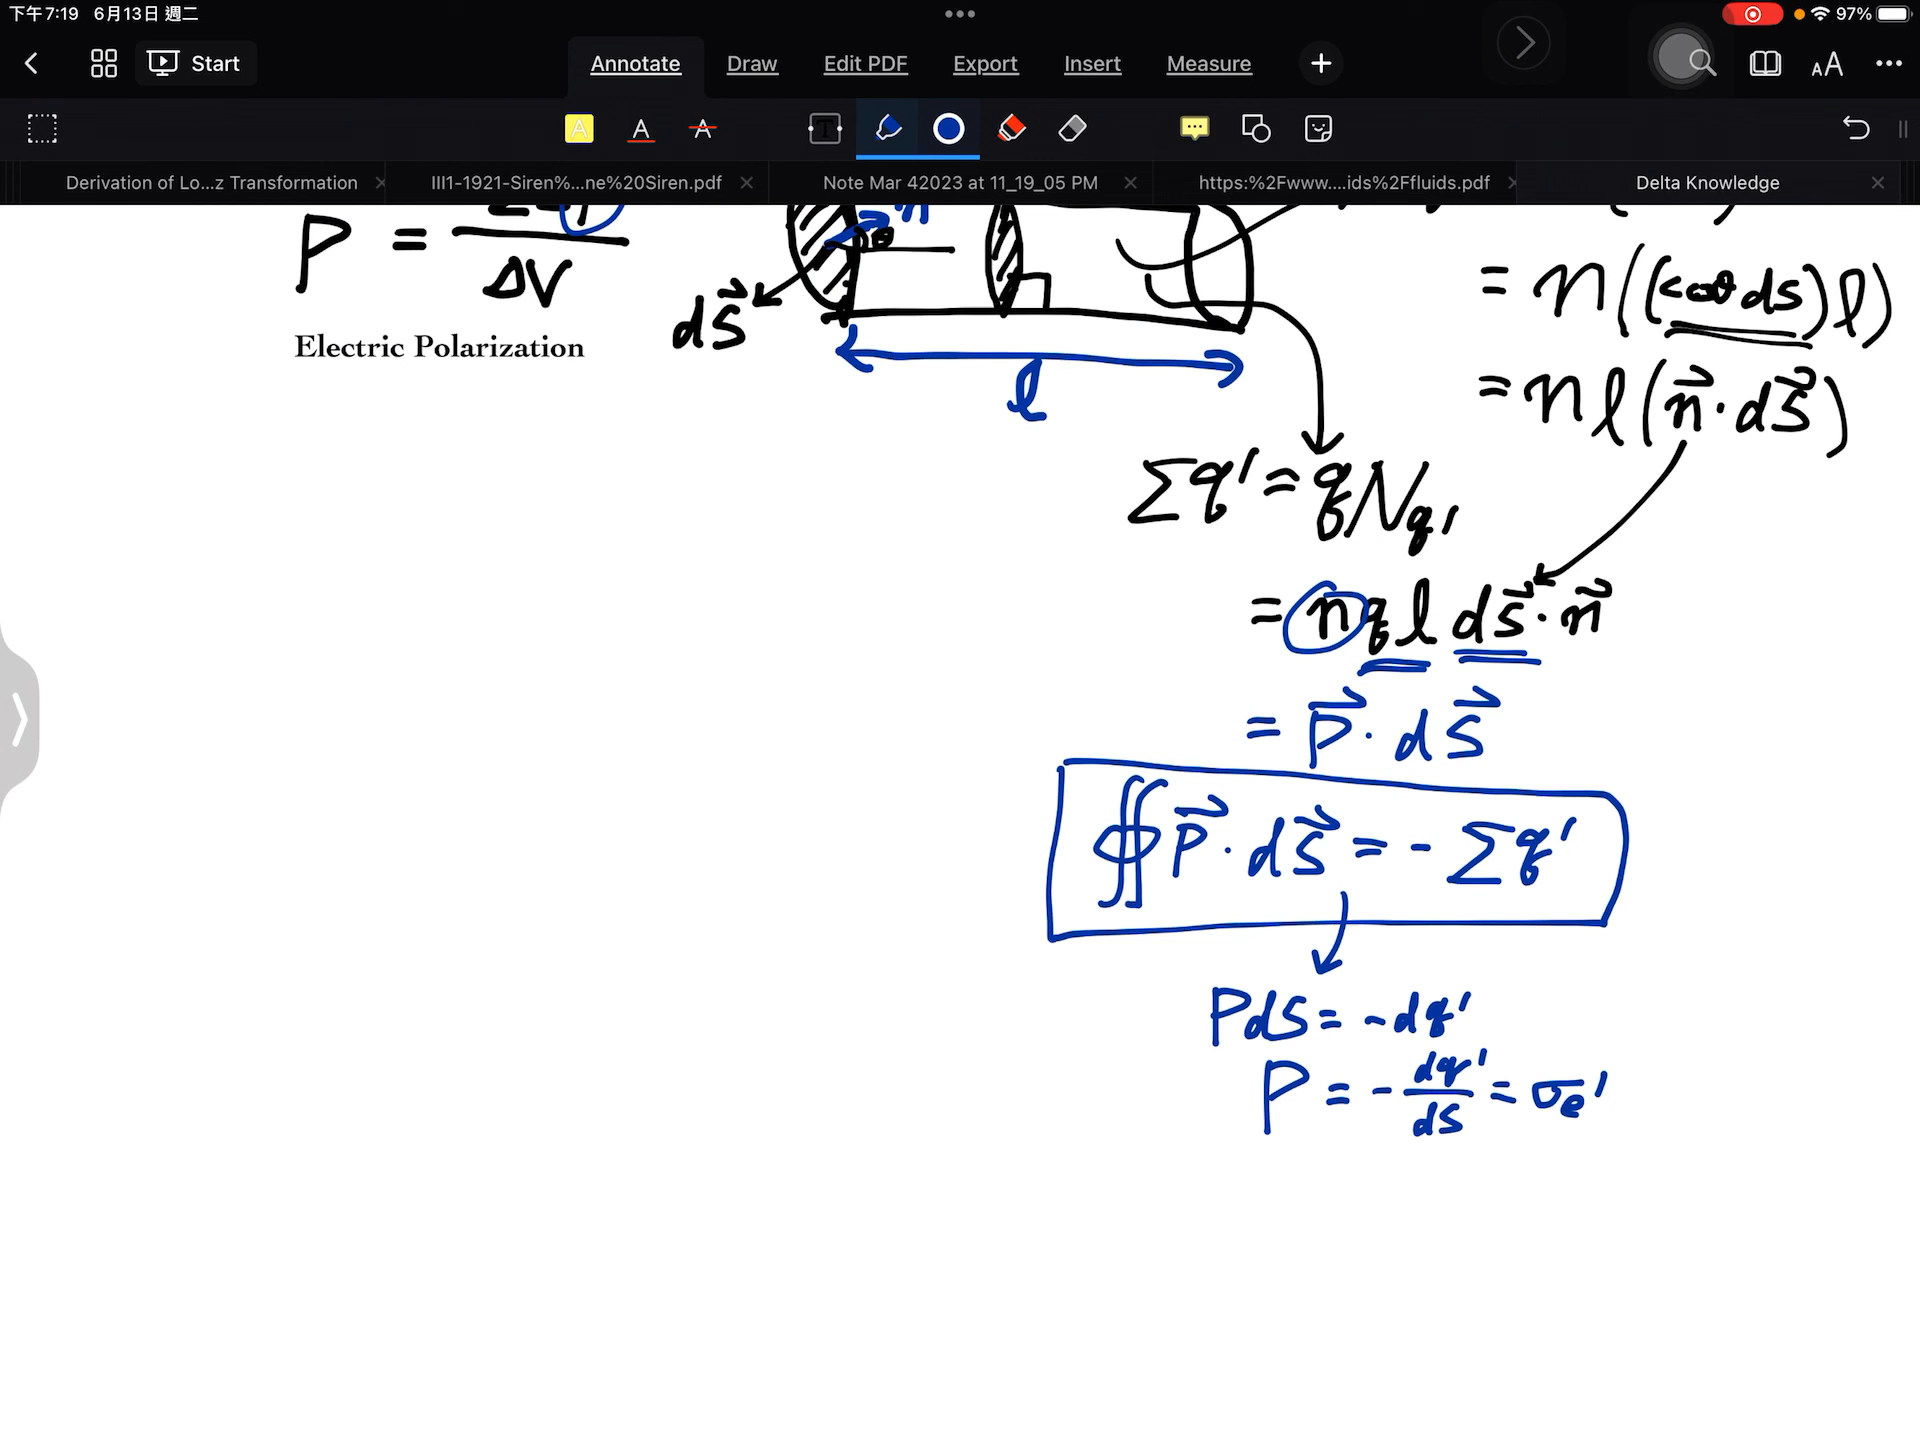 下午7:19 6月13日 週二
97%
Start
Annotate Draw Edit PDF Export Insert Measure
AA
A A A T
Derivation of Lo...z Transformation
III1-1921-Siren%...ne%20Siren.pdf
Note Mar 42023 at 11_19_05 PM
https:%2Fwww....ids%2Ffluids.pdf
Delta Knowledge
P = / ΔV
Electric Polarization
n⃗ θ
dS⃗
l
= n((cosθ ds)l)
= n l (n⃗ · dS⃗)
Σq' = q N_q'
= n q l dS⃗ · n⃗
= P⃗ · dS⃗
∯ P⃗ · dS⃗ = - Σq'
PdS = -dq'
P = - dq'/dS = σe'